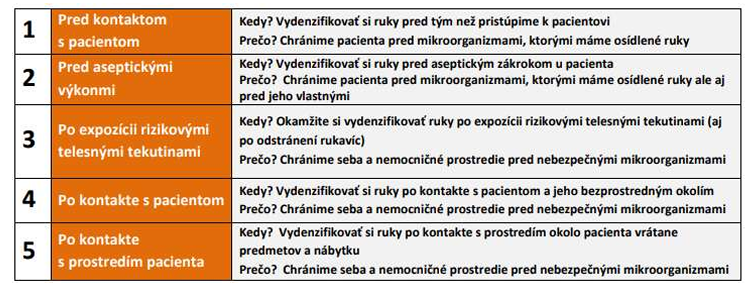 1
Pred kontaktom
s pacientom
Kedy? Vydenzifikovať si ruky pred tým než pristúpime k pacientovi
Prečo? Chránime pacienta pred mikroorganizmami, ktorými máme osídlené ruky
2
Pred aseptickými
výkonmi
Kedy? Vydenzifikovať si ruky pred aseptickým zákrokom u pacienta
Prečo? Chránime pacienta pred mikroorganizmami, ktorými máme osídlené ruky ale aj
pred jeho vlastnými
3
Po expozícii rizikovými
telesnými tekutinami
Kedy? Okamžite si vydenzifikovať ruky po expozícii rizikovými telesnými tekutinami (aj
po odstránení rukavíc)
Prečo? Chránime seba a nemocničné prostredie pred nebezpečnými mikroorganizmami
4
Po kontakte s pacientom
Kedy? Vydenzifikovať si ruky po kontakte s pacientom a jeho bezprostredným okolím
Prečo? Chránime seba a nemocničné prostredie pred nebezpečnými mikroorganizmami
5
Po kontakte
s prostredím pacienta
Kedy? Vydenzifikovať si ruky po kontakte s prostredím okolo pacienta vrátane
predmetov a nábytku
Prečo? Chránime seba a nemocničné prostredie pred nebezpečnými mikroorganizmami